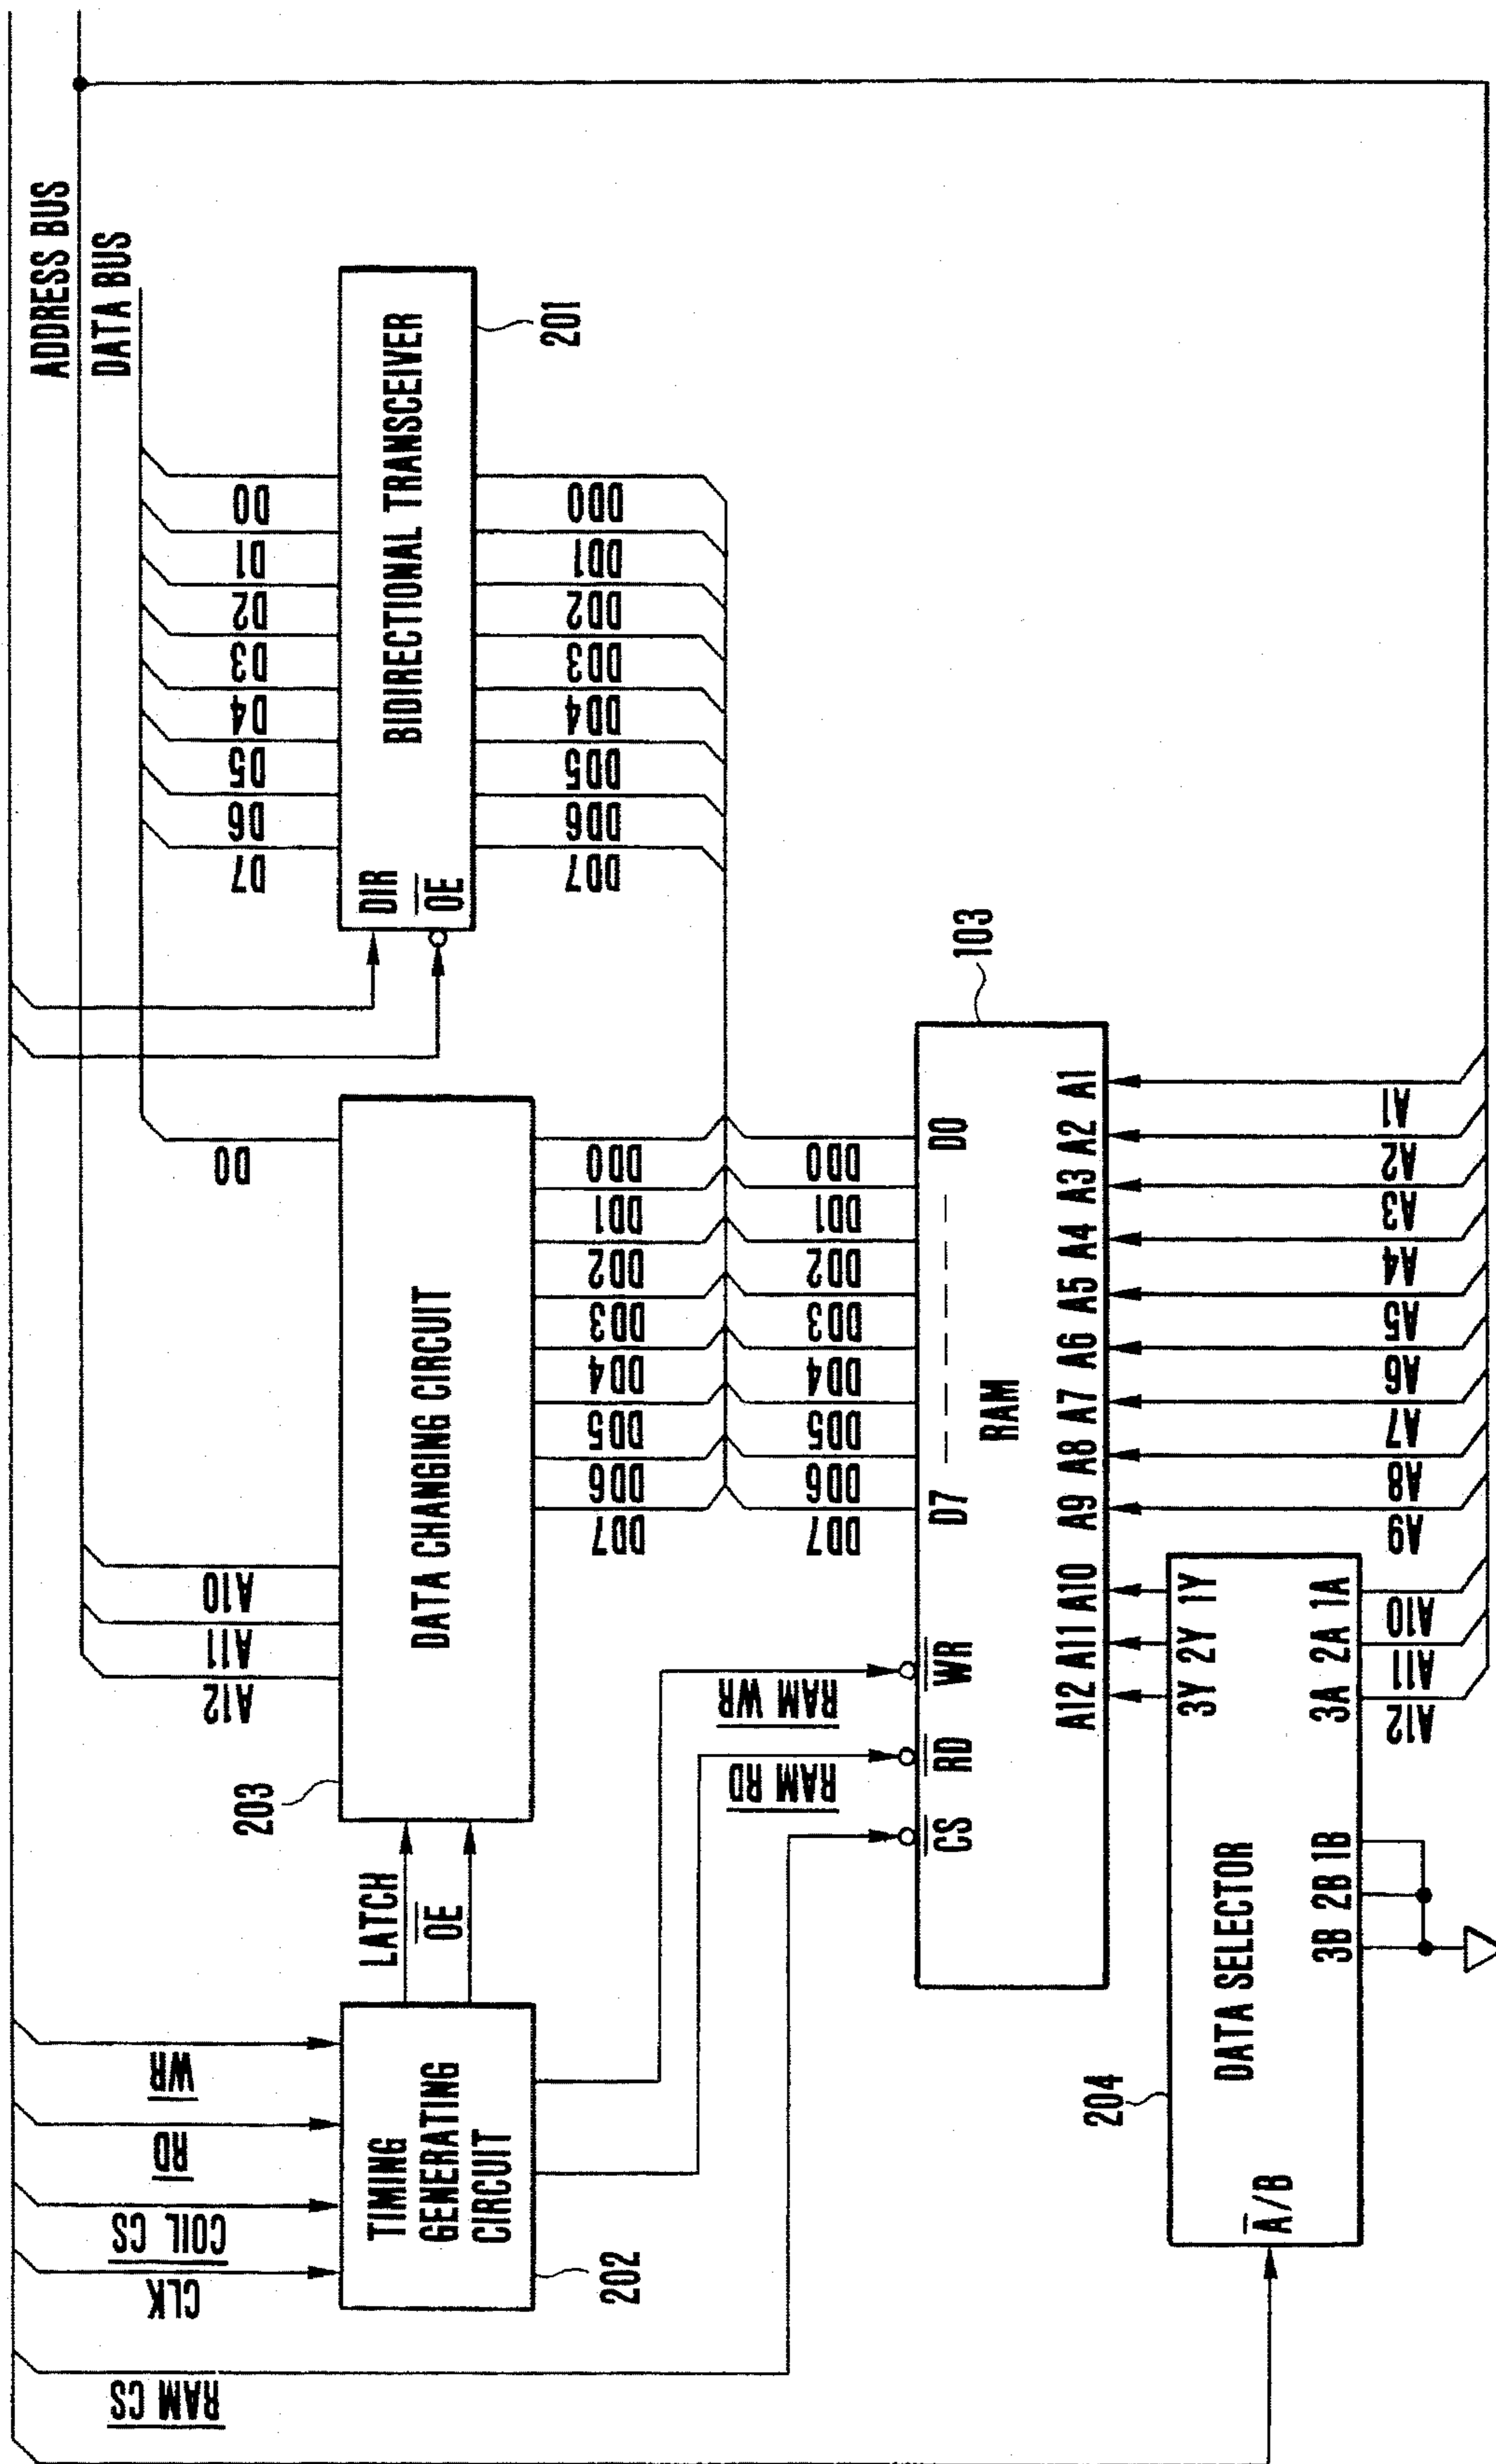 ADDRESS BUS
DATA BUS
D7 D6 D5 D4 D3 D2 D1 D0
DIR
OE
BIDIRECTIONAL TRANSCEIVER
201
DD7 DD6 DD5 DD4 DD3 DD2 DD1 DD0
A12 A11 A10
D0
203
DATA CHANGING CIRCUIT
DD7 DD6 DD5 DD4 DD3 DD2 DD1 DD0
LATCH
OE
RAM CS
CLK
COIL CS
RD
WR
TIMING
GENERATING
CIRCUIT
202
RAM RD
RAM WR
DD7 DD6 DD5 DD4 DD3 DD2 DD1 DD0
103
CS RD WR D7 D0
RAM
A12 A11 A10 A9 A8 A7 A6 A5 A4 A3 A2 A1
204
3Y 2Y 1Y
DATA SELECTOR
A/B
3B 2B 1B 3A 2A 1A
A12 A11 A10 A9 A8 A7 A6 A5 A4 A3 A2 A1